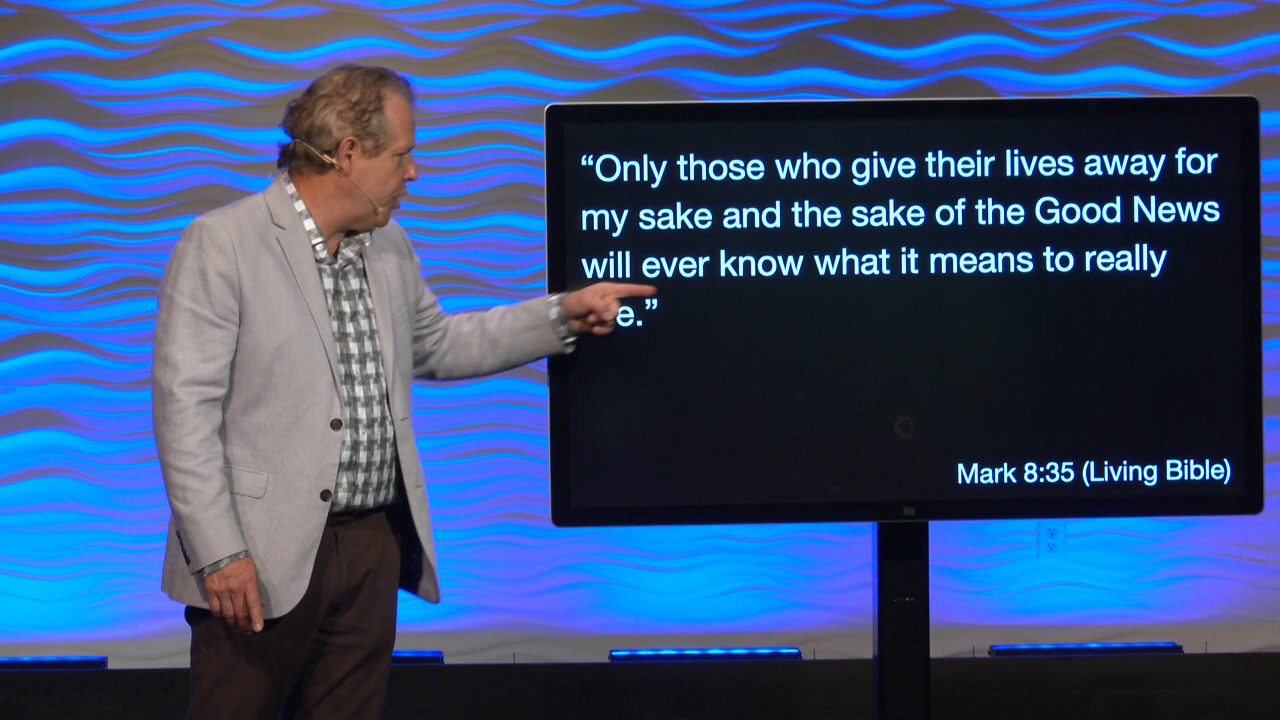 “Only those who give their lives away for
my sake and the sake of the Good News
will ever know what it means to really
e.”
Mark 8:35 (Living Bible)
elo